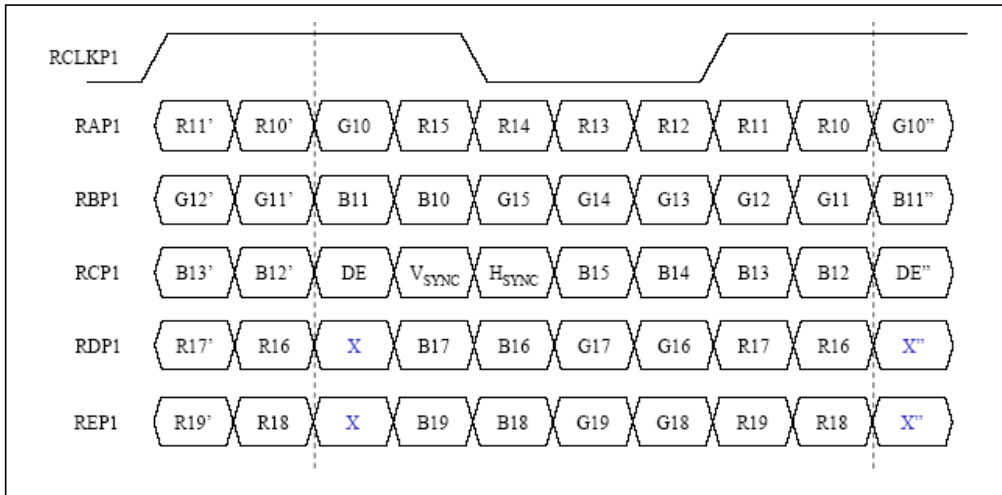 RCLKP1
RAP1 R11’ R10’ G10 R15 R14 R13 R12 R11 R10 G10”
RBP1 G12’ G11’ B11 B10 G15 G14 G13 G12 G11 B11”
RCP1 B13’ B12’ DE VSYNC HSYNC B15 B14 B13 B12 DE”
RDP1 R17’ R16 X B17 B16 G17 G16 R17 R16 X”
REP1 R19’ R18 X B19 B18 G19 G18 R19 R18 X”